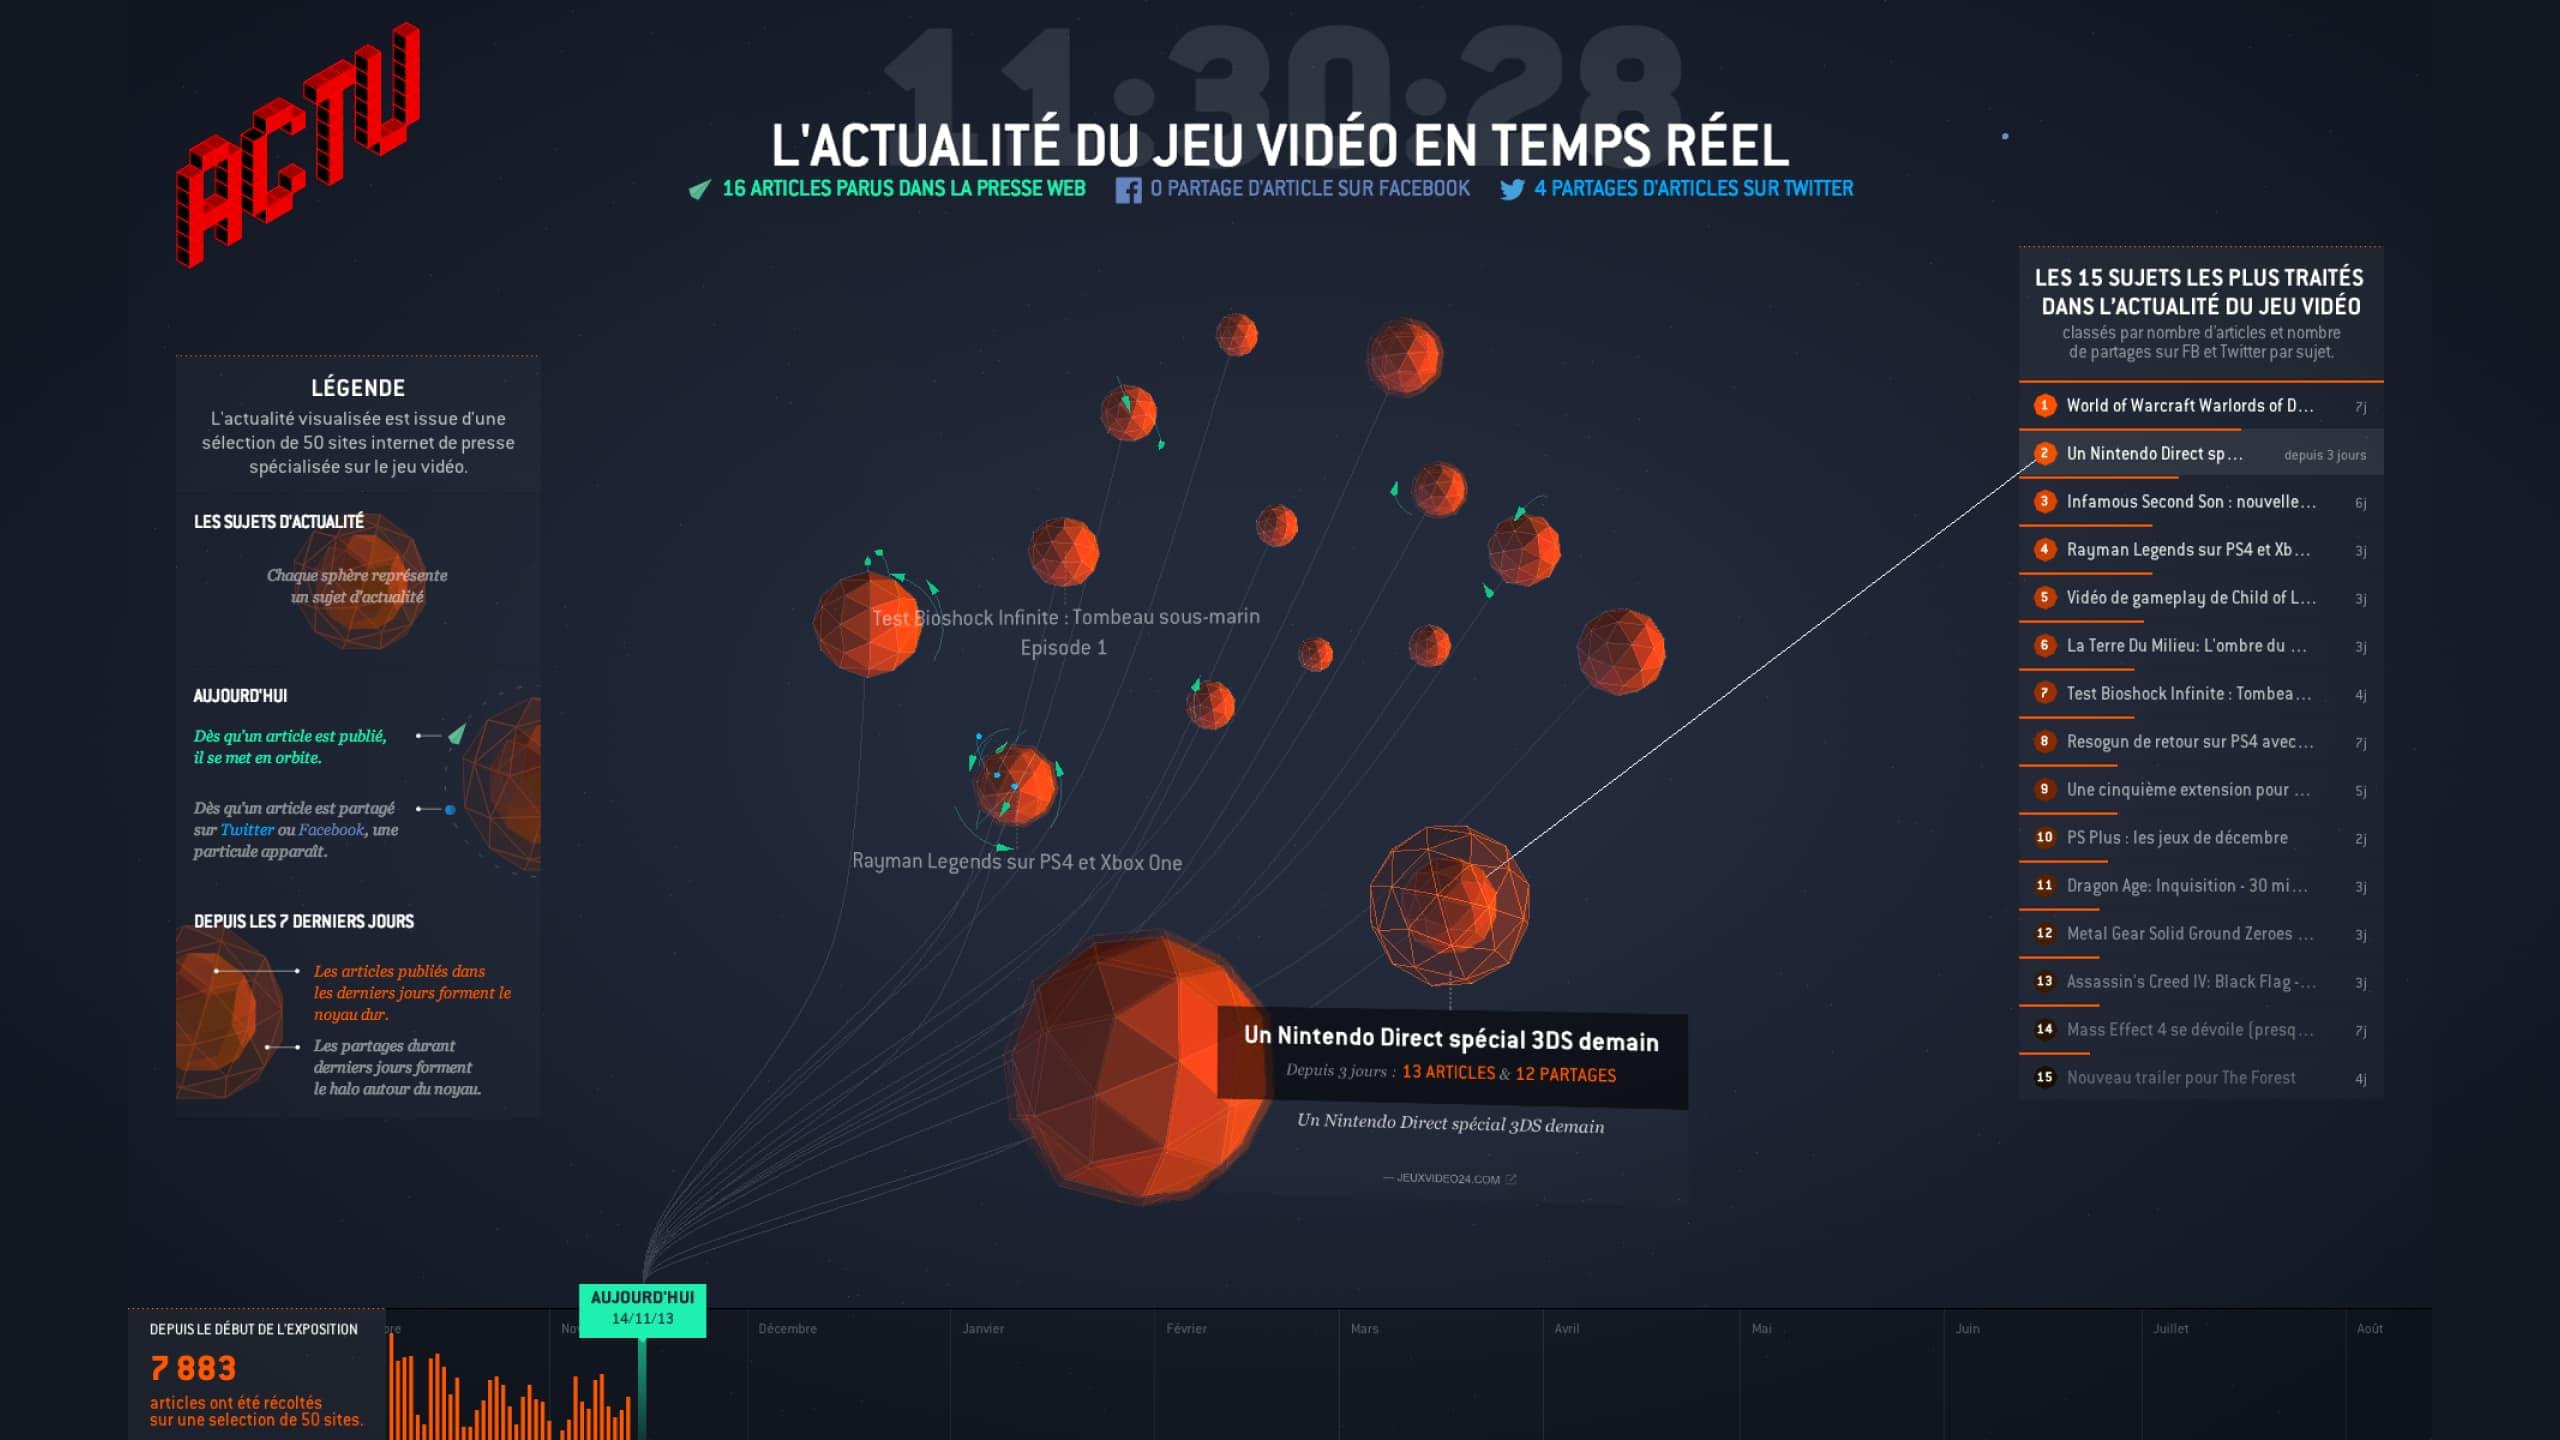 ACTU
11:30:28
L'ACTUALITÉ DU JEU VIDÉO EN TEMPS RÉEL
16 ARTICLES PARUS DANS LA PRESSE WEB
0 PARTAGE D'ARTICLE SUR FACEBOOK
4 PARTAGES D'ARTICLES SUR TWITTER
LÉGENDE
L'actualité visualisée est issue d'une
sélection de 50 sites internet de presse
spécialisée sur le jeu vidéo.
LES SUJETS D'ACTUALITÉ
Chaque sphère représente
un sujet d'actualité
AUJOURD'HUI
Dès qu'un article est publié,
il se met en orbite.
Dès qu'un article est partagé
sur Twitter ou Facebook, une
particule apparaît.
DEPUIS LES 7 DERNIERS JOURS
Les articles publiés dans
les derniers jours forment le
noyau dur.
Les partages durant
derniers jours forment
le halo autour du noyau.
Test Bioshock Infinite : Tombeau sous-marin
Episode 1
Rayman Legends sur PS4 et Xbox One
Un Nintendo Direct spécial 3DS demain
Depuis 3 jours : 13 ARTICLES & 12 PARTAGES
Un Nintendo Direct spécial 3DS demain
— JEUXVIDEO24.COM
LES 15 SUJETS LES PLUS TRAITÉS
DANS L'ACTUALITÉ DU JEU VIDÉO
classés par nombre d'articles et nombre
de partages sur FB et Twitter par sujet.
1 World of Warcraft Warlords of D... 7j
2 Un Nintendo Direct sp... depuis 3 jours
3 Infamous Second Son : nouvelle... 6j
4 Rayman Legends sur PS4 et Xb... 3j
5 Vidéo de gameplay de Child of L... 3j
6 La Terre Du Milieu: L'ombre du ... 3j
7 Test Bioshock Infinite : Tombea... 4j
8 Resogun de retour sur PS4 avec... 7j
9 Une cinquième extension pour ... 5j
10 PS Plus : les jeux de décembre 2j
11 Dragon Age: Inquisition - 30 mi... 3j
12 Metal Gear Solid Ground Zeroes ... 3j
13 Assassin's Creed IV: Black Flag -... 3j
14 Mass Effect 4 se dévoile (presq... 7j
15 Nouveau trailer pour The Forest 4j
AUJOURD'HUI
14/11/13
DEPUIS LE DÉBUT DE L'EXPOSITION
7 883
articles ont été récoltés
sur une selection de 50 sites.
Décembre Janvier Février Mars Avril Mai Juin Juillet Août